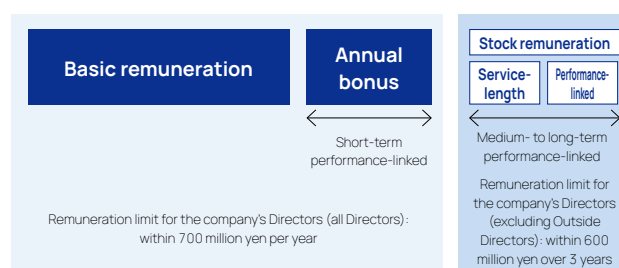 Basic remuneration
Annual
bonus
Short-term
performance-linked
Remuneration limit for the company's Directors (all Directors):
within 700 million yen per year
Stock remuneration
Service-
length
Performance-
linked
Medium- to long-term
performance-linked
Remuneration limit for
the company's Directors
(excluding Outside
Directors): within 600
million yen over 3 years